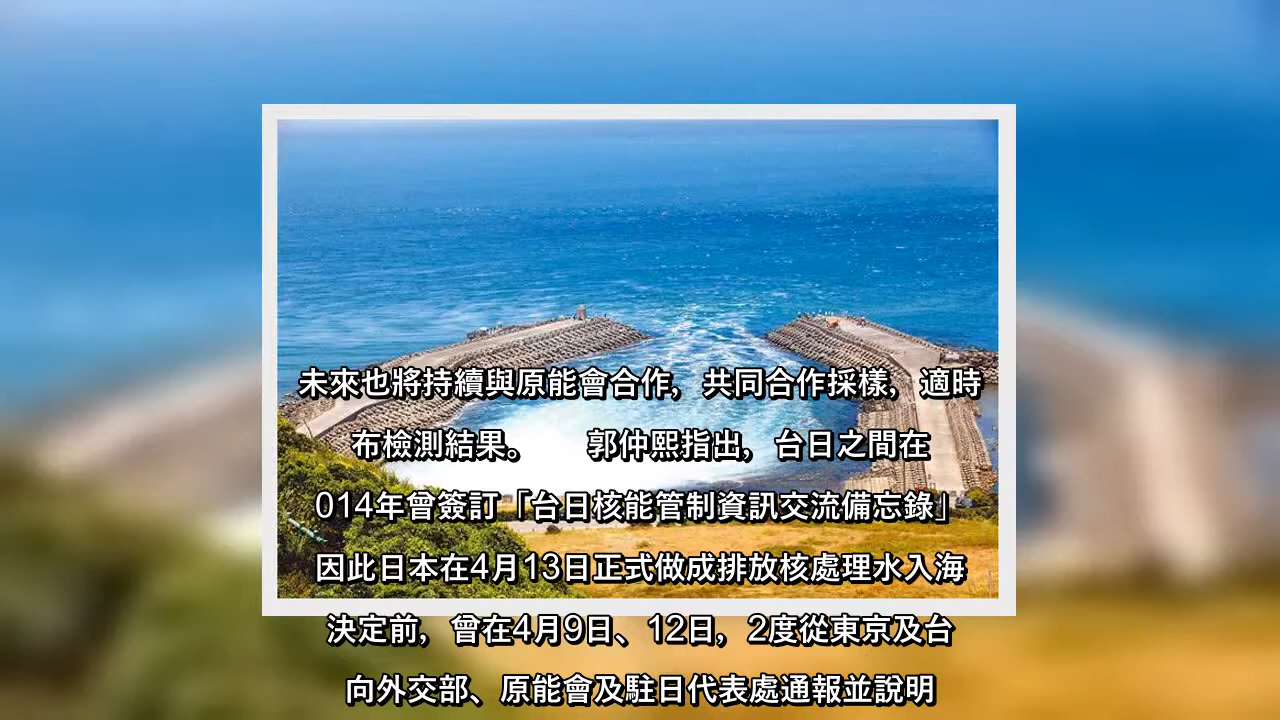 未來也將持續與原能會合作，共同合作採樣，適時
布檢測結果。　　郭仲熙指出，台日之間在
014年曾簽訂「台日核能管制資訊交流備忘錄」
因此日本在4月13日正式做成排放核處理水入海
決定前，曾在4月9日、12日，2度從東京及台
向外交部、原能會及駐日代表處通報並說明